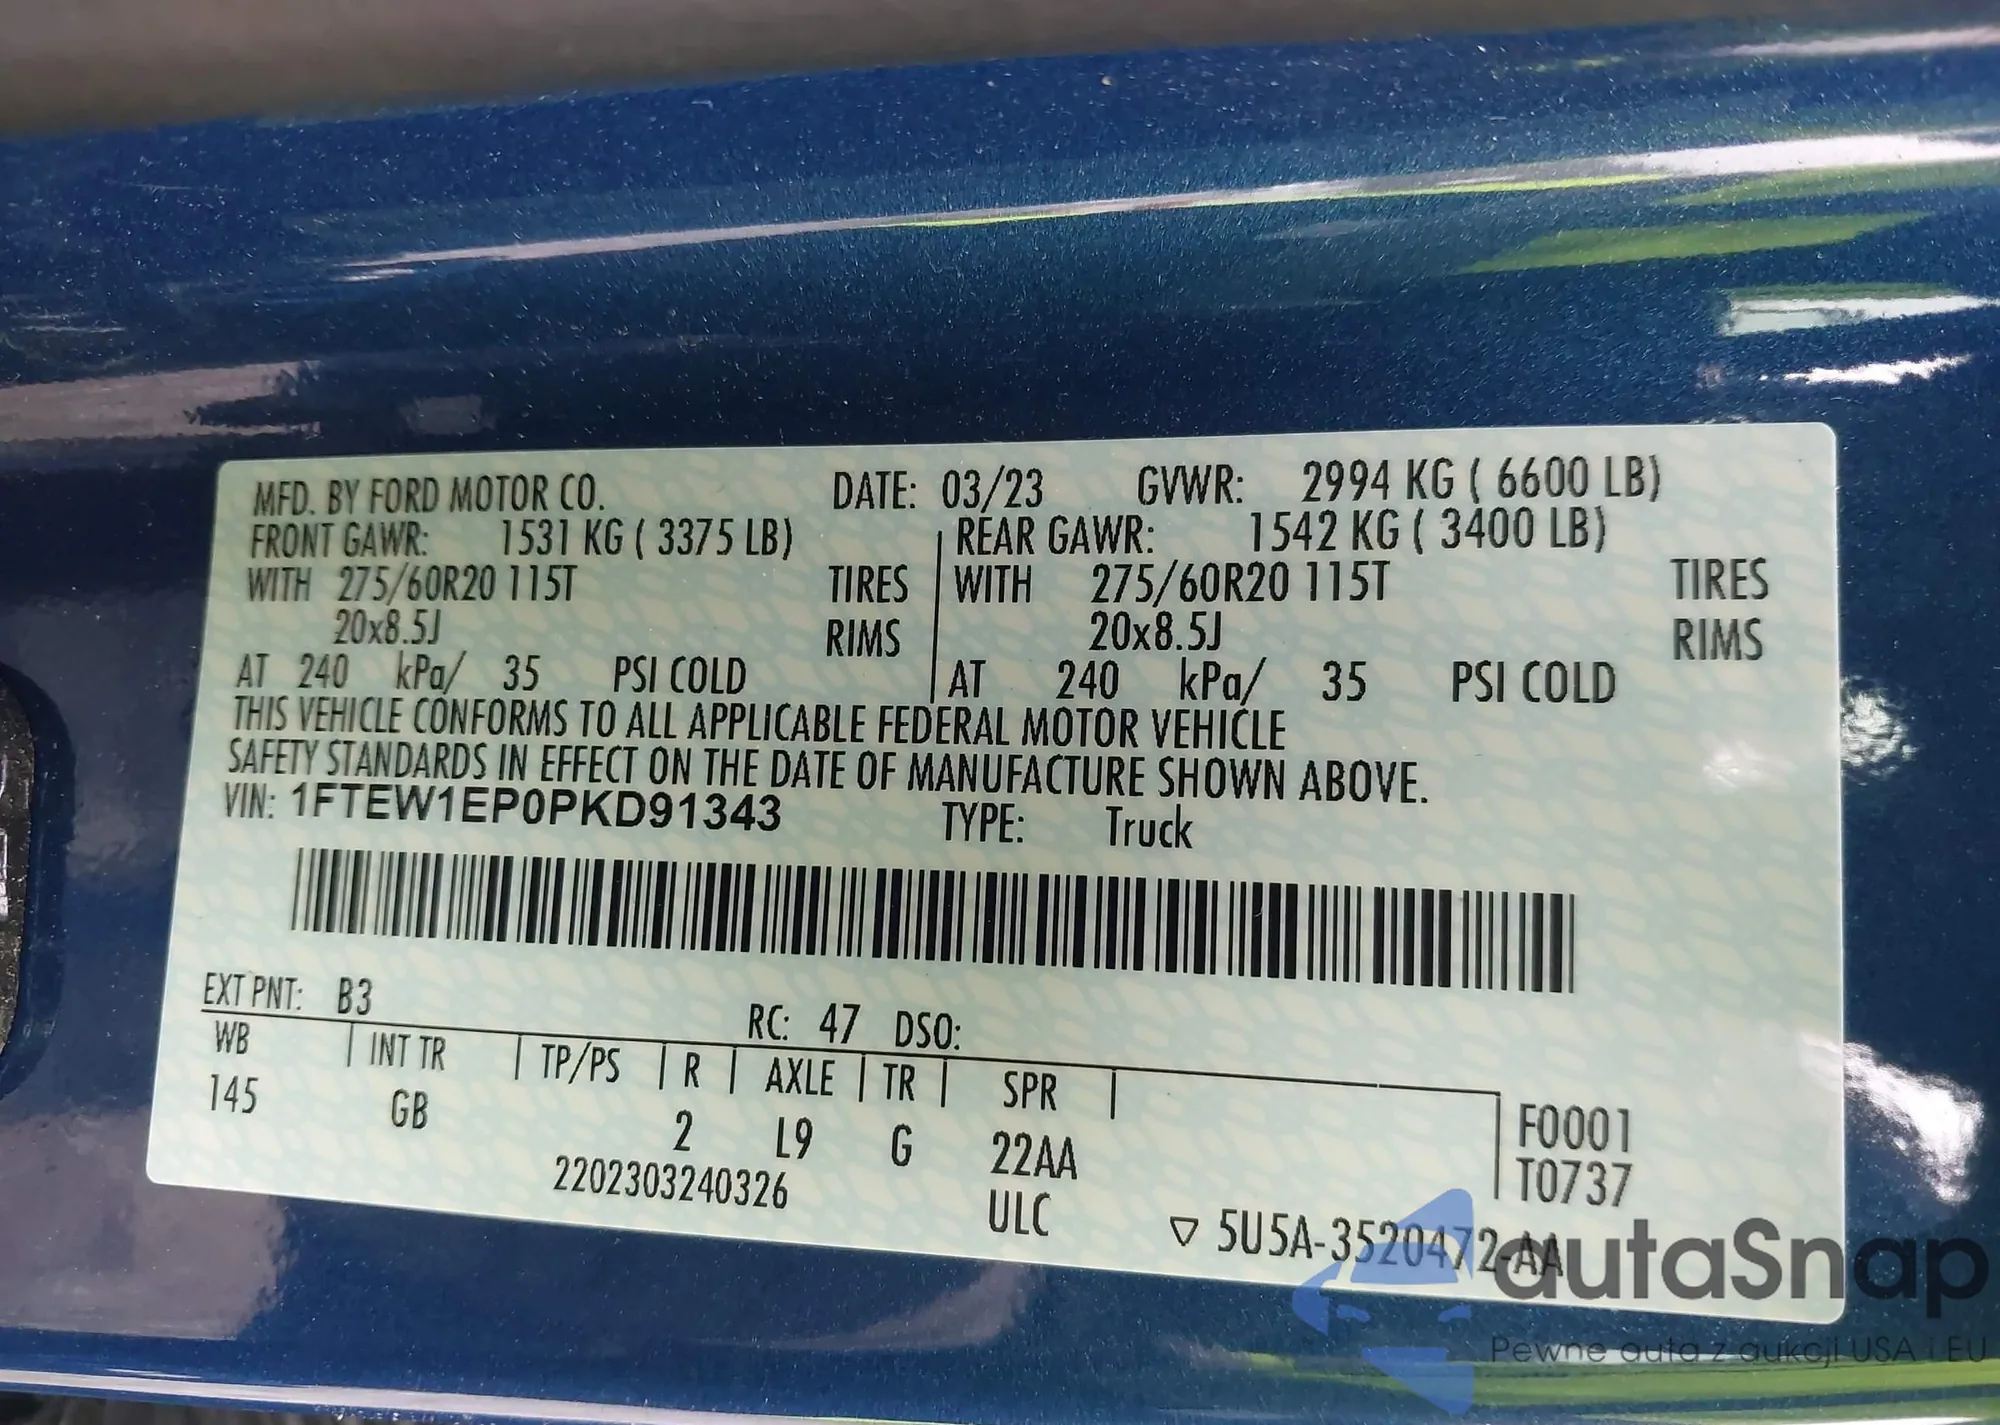 MFD. BY FORD MOTOR CO. DATE: 03/23 GVWR: 2994 KG ( 6600 LB)
FRONT GAWR: 1531 KG ( 3375 LB) REAR GAWR: 1542 KG ( 3400 LB)
WITH 275/60R20 115T TIRES WITH 275/60R20 115T TIRES
20x8.5J RIMS 20x8.5J RIMS
AT 240 kPa/ 35 PSI COLD AT 240 kPa/ 35 PSI COLD
THIS VEHICLE CONFORMS TO ALL APPLICABLE FEDERAL MOTOR VEHICLE
SAFETY STANDARDS IN EFFECT ON THE DATE OF MANUFACTURE SHOWN ABOVE.
VIN: 1FTEW1EP0PKD91343 TYPE: Truck
EXT PNT: B3 RC: 47 DSO:
WB INT TR TP/PS R AXLE TR SPR
145 GB 2 L9 G 22AA F0001
2202303240326 ULC T0737
▽ 5U5A-3520472-AA
autaSnap
Pewne auta z aukcji USA i EU